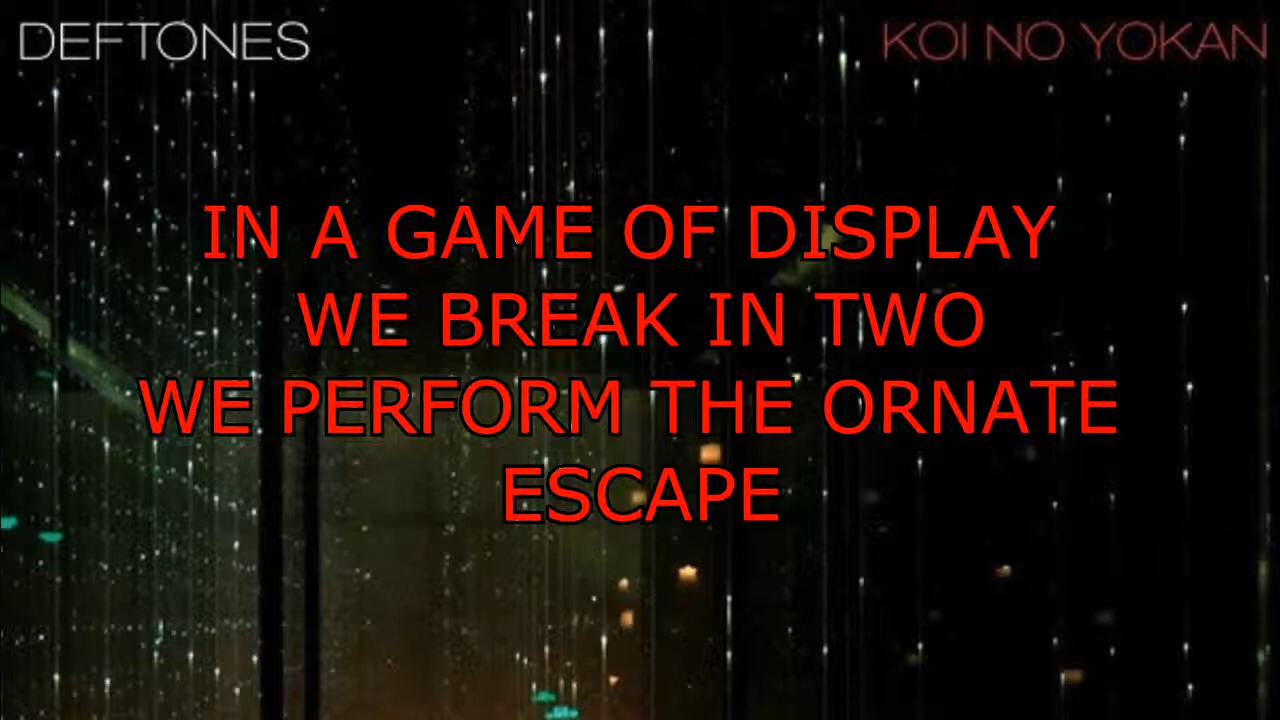 DEFTONES
KOI NO YOKAN
IN A GAME OF DISPLAY
WE BREAK IN TWO
WE PERFORM THE ORNATE
ESCAPE